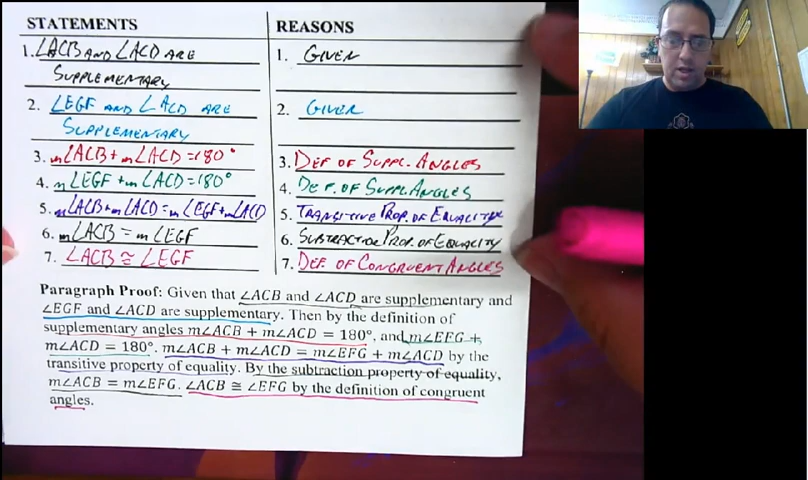 STATEMENTS
REASONS
1. ∠ACB AND ∠ACD ARE
SUPPLEMENTARY
1. GIVEN
2. ∠EGF AND ∠ACD ARE
SUPPLEMENTARY
2. GIVEN
3. m∠ACB + m∠ACD = 180°
3. DEF OF SUPPL. ANGLES
4. m∠EGF + m∠ACD = 180°
4. DEF. OF SUPPL ANGLES
5. m∠ACB + m∠ACD = m∠EGF + m∠ACD
5. TRANSITIVE PROP. OF EQUALITY
6. m∠ACB = m∠EGF
6. SUBTRACTION PROP. OF EQUALITY
7. ∠ACB ≅ ∠EGF
7. DEF. OF CONGRUENT ANGLES
Paragraph Proof: Given that ∠ACB and ∠ACD are supplementary and
∠EGF and ∠ACD are supplementary. Then by the definition of
supplementary angles m∠ACB + m∠ACD = 180°, and m∠EFG +
m∠ACD = 180°. m∠ACB + m∠ACD = m∠EFG + m∠ACD by the
transitive property of equality. By the subtraction property of equality,
m∠ACB = m∠EFG. ∠ACB ≅ ∠EFG by the definition of congruent
angles.